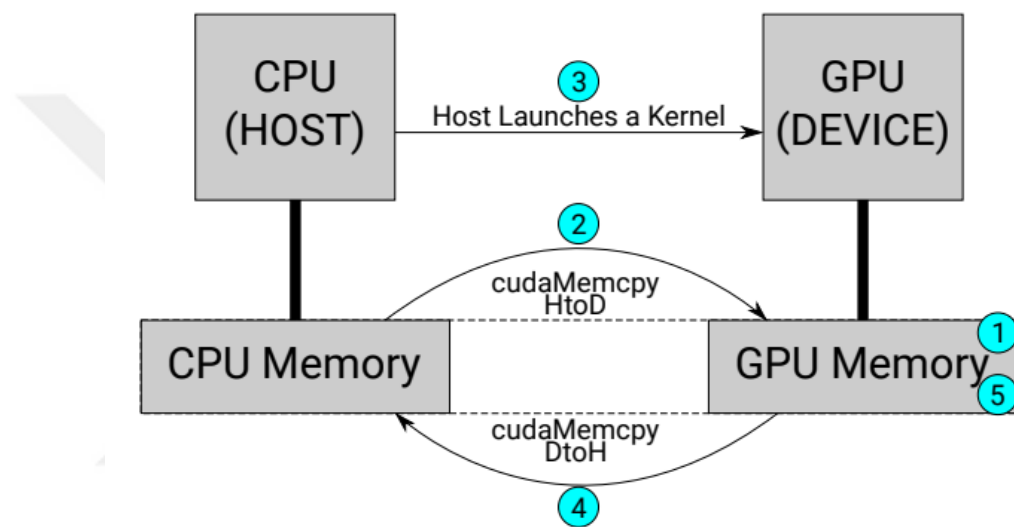 CPU
(HOST)
3
Host Launches a Kernel
GPU
(DEVICE)
2
cudaMemcpy
HtoD
CPU Memory
GPU Memory
1
5
cudaMemcpy
DtoH
4